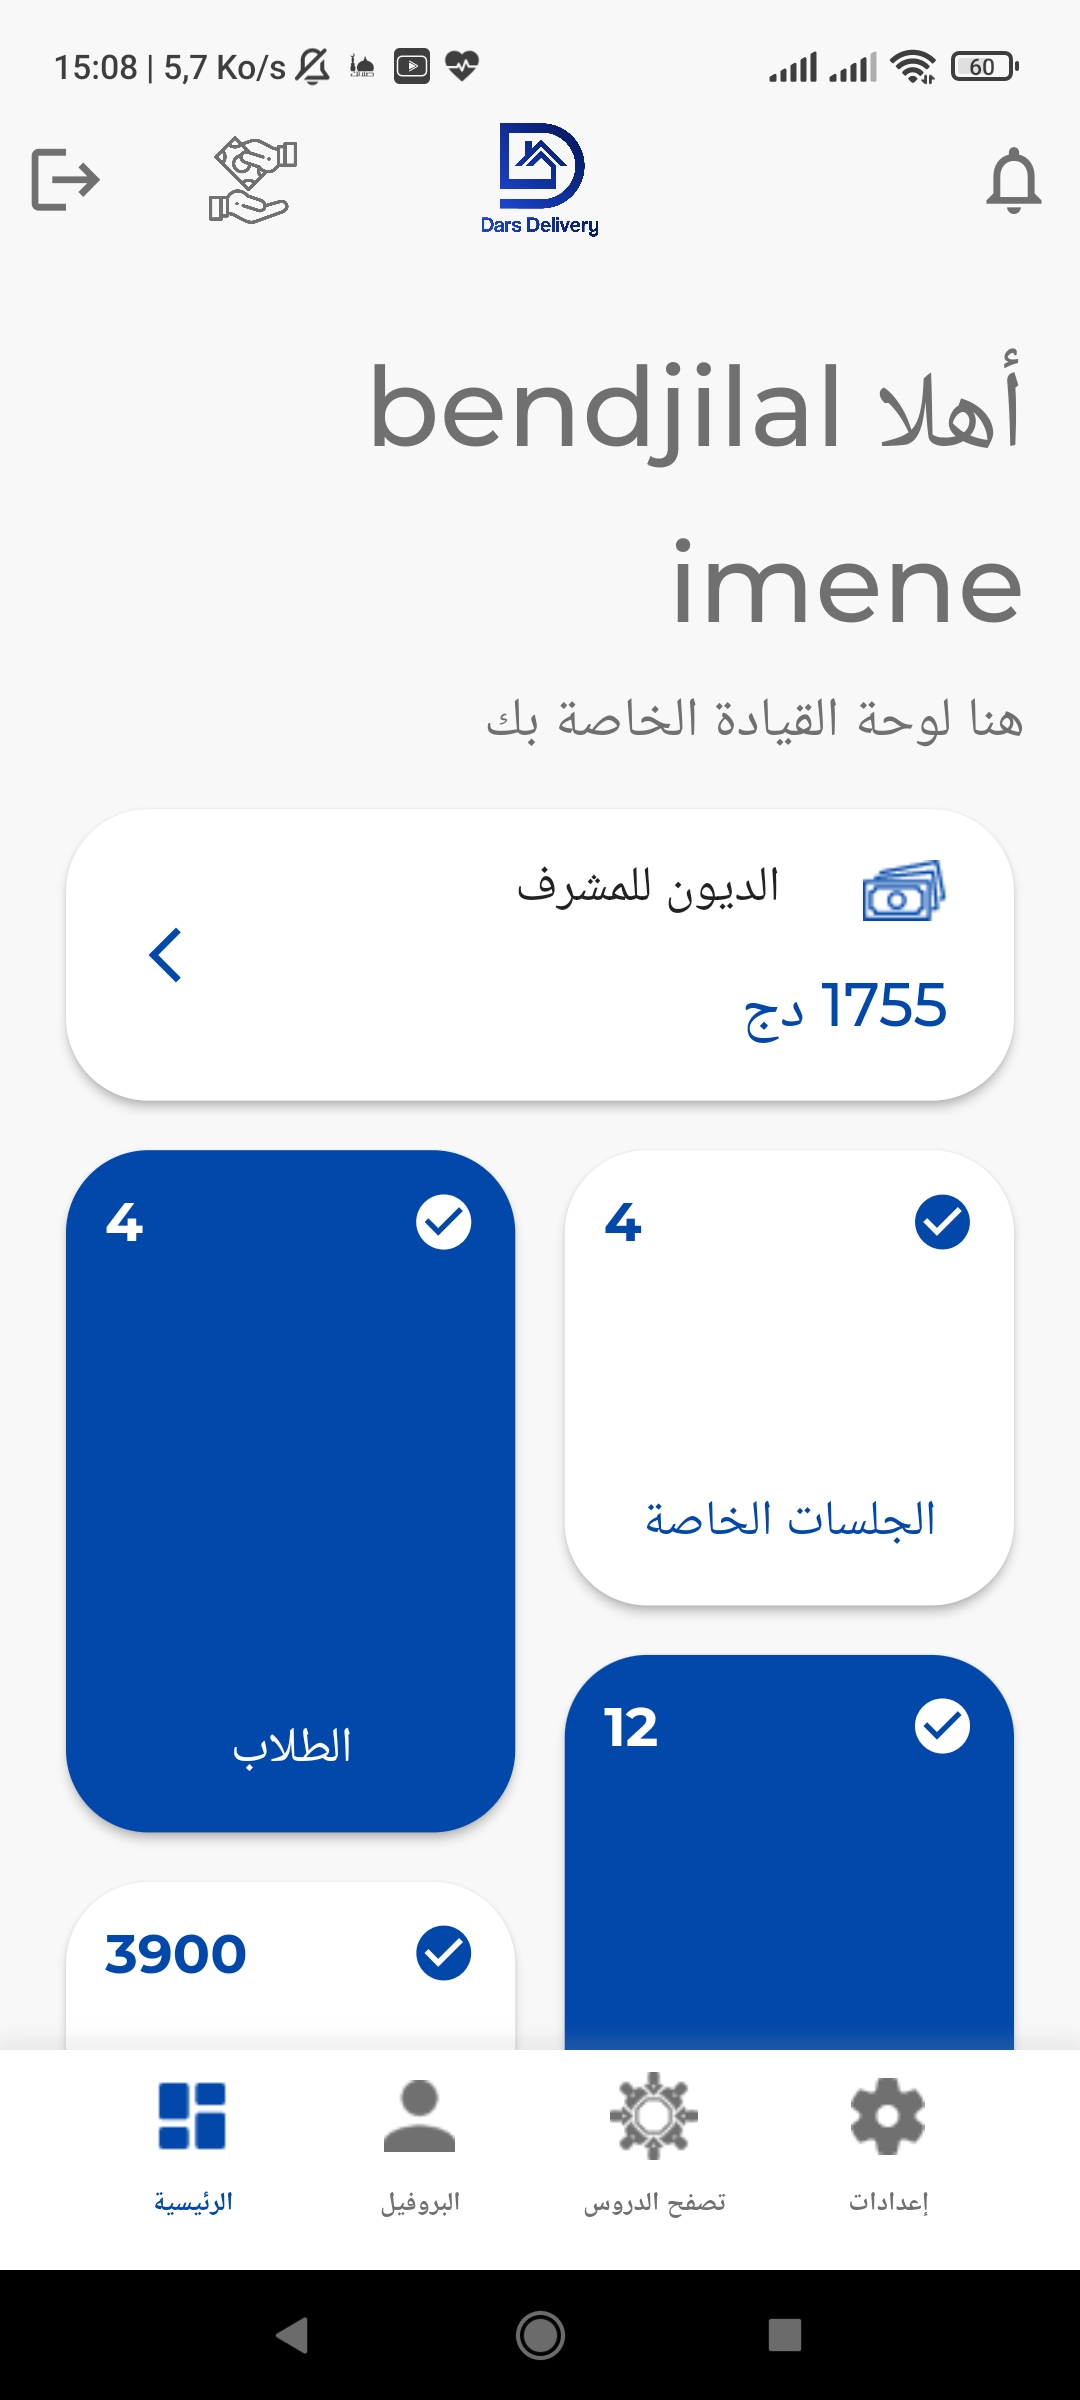 15:08 | 5,7 Ko/s
60
Dars Delivery
أهلا bendjilal
imene
هنا لوحة القيادة الخاصة بك
الديون للمشرف
1755 دج
4
الجلسات الخاصة
4
الطلاب
12
3900
الرئيسية
البروفيل
تصفح الدروس
إعدادات